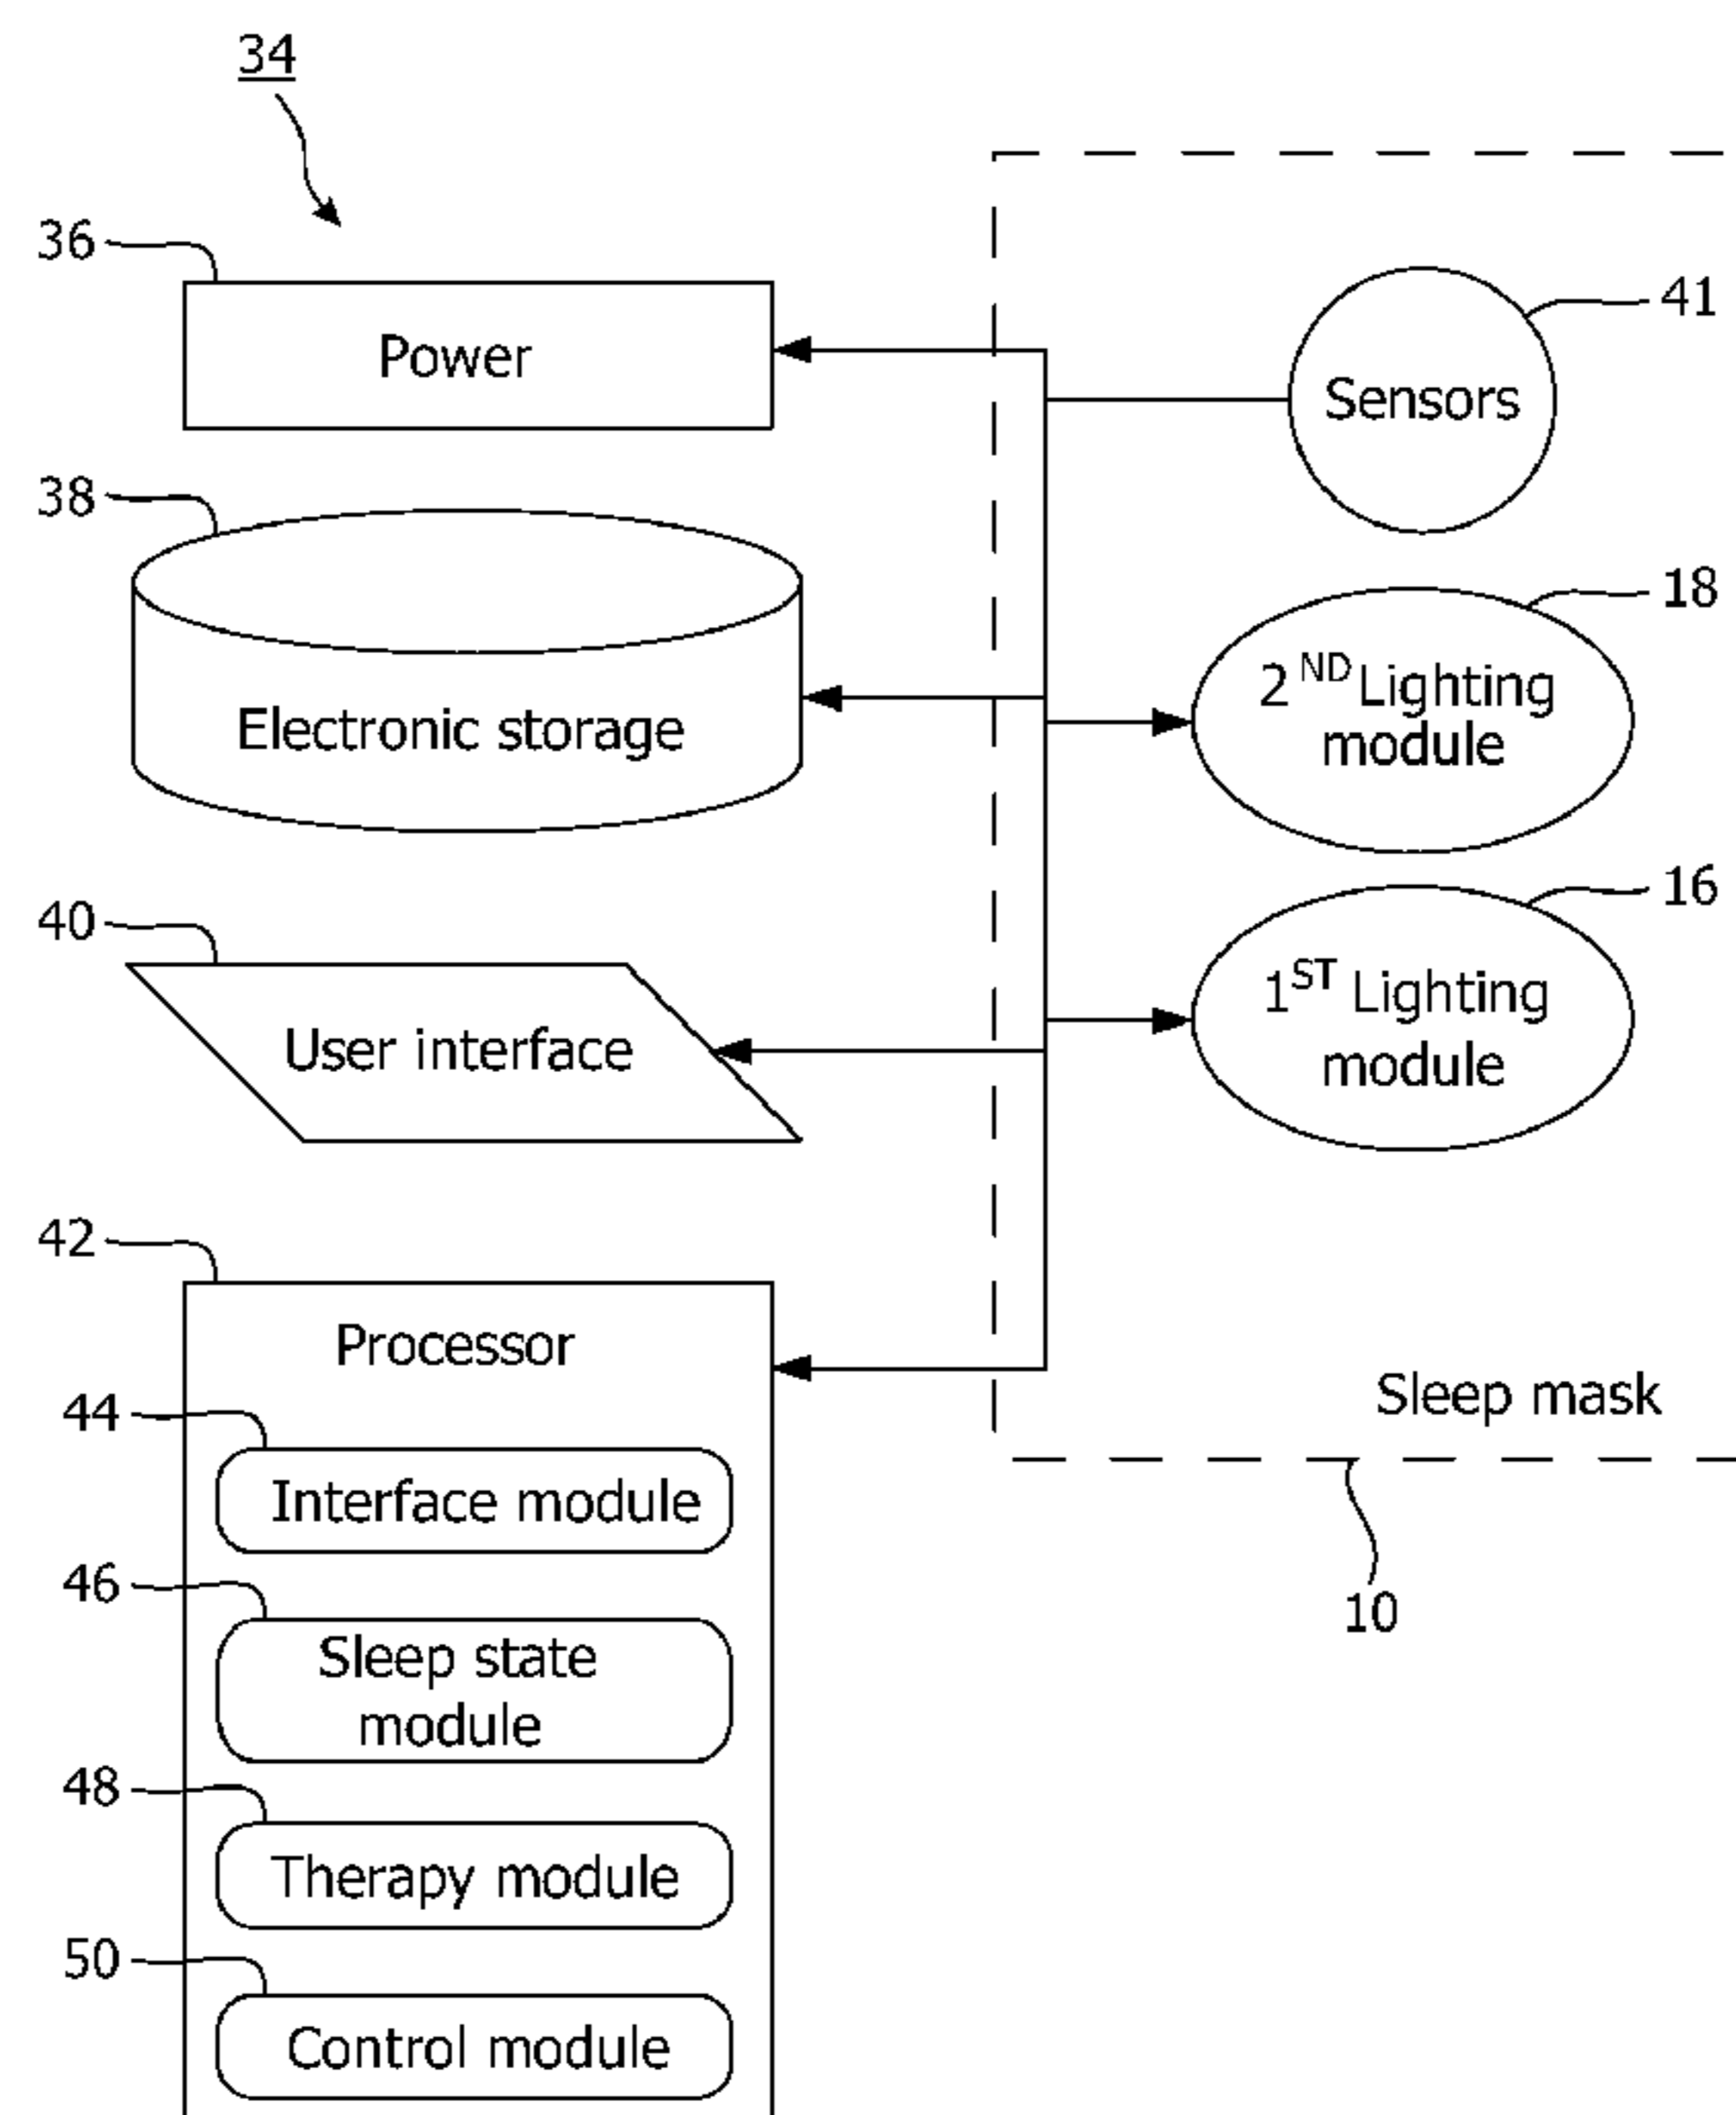 34
36
Power
41
Sensors
38
Electronic storage
18
2ND Lighting
module
16
1ST Lighting
module
40
User interface
42
Processor
44
Interface module
46
Sleep state
module
48
Therapy module
50
Control module
Sleep mask
10